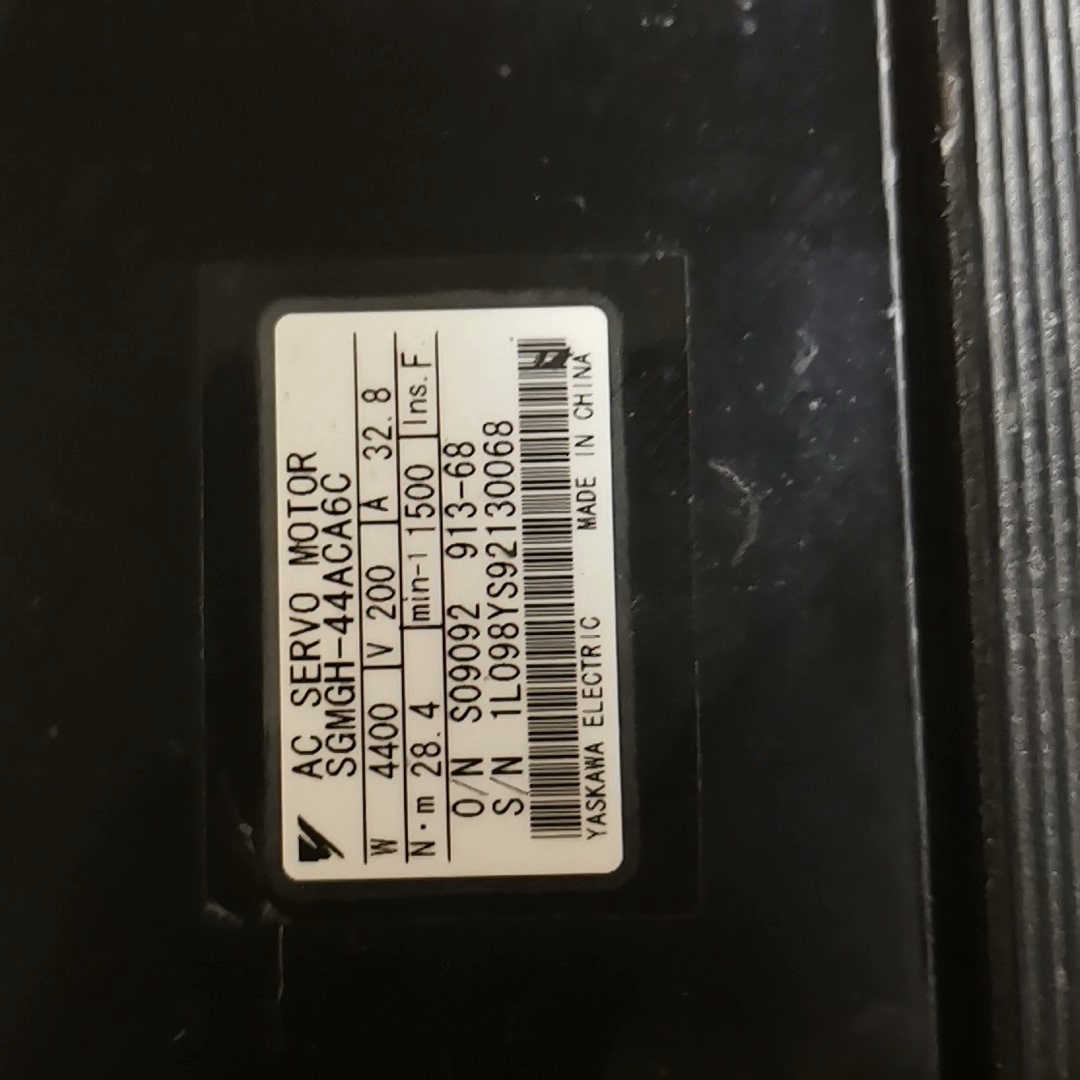 AC SERVO MOTOR
SGMGH-44ACA6C
W 4400 V 200 A 32.8
N·m 28.4 min-1 1500 Ins. F
O/N S09092 913-68
S/N 1L098YS92130068
YASKAWA ELECTRIC MADE IN CHINA